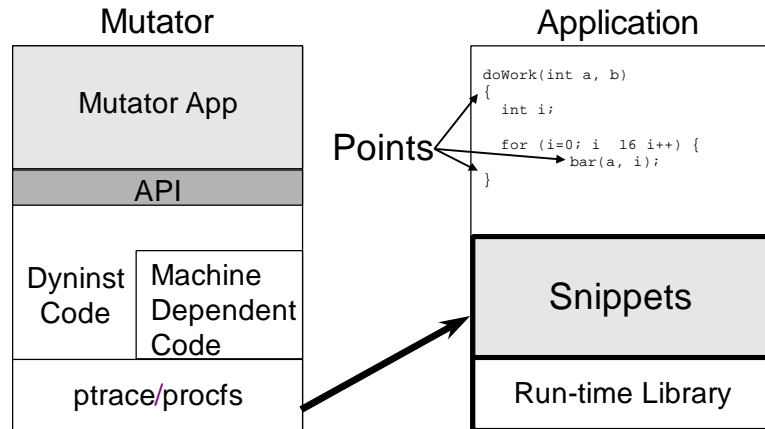 Mutator
Mutator App
API
Dyninst
Code
Machine
Dependent
Code
ptrace/procfs
Application
Points
doWork(int a, b)
{
int i;
for (i=0; i 16 i++) {
bar(a, i);
}
Snippets
Run-time Library